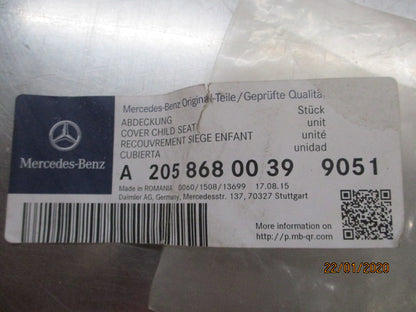 Mercedes-Benz Original-Teile/Geprüfte Qualität
ABDECKUNG
COVER CHILD SEAT
RECOUVREMENT SIEGE ENFANT
CUBIERTA
Stück
unit
unité
unidad
Mercedes-Benz
A 205 868 00 39 9051
Made in ROMANIA 0060/1508/13699 17.08.15
Daimler AG, Germany, Mercedesstr. 137, 70327 Stuttgart
More information on
http://p.mb-qr.com/
22/01/2020